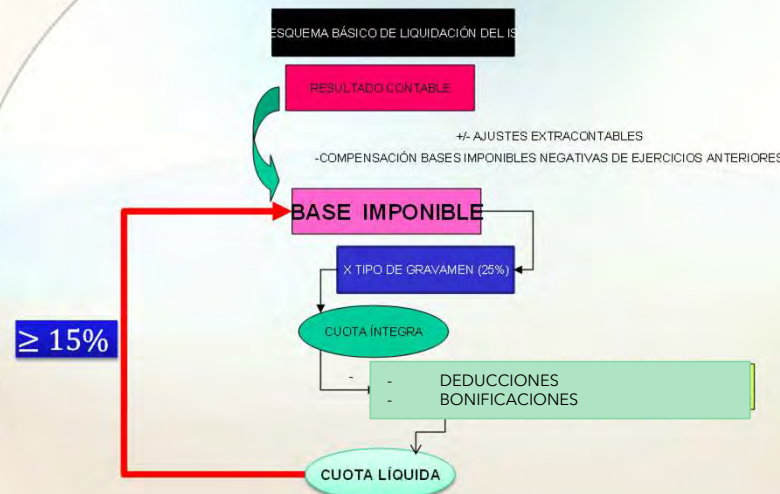 ESQUEMA BÁSICO DE LIQUIDACIÓN DEL IS
RESULTADO CONTABLE
+/- AJUSTES EXTRACONTABLES
-COMPENSACIÓN BASES IMPONIBLES NEGATIVAS DE EJERCICIOS ANTERIORES
BASE IMPONIBLE
X TIPO DE GRAVAMEN (25%)
≥ 15%
CUOTA ÍNTEGRA
-
- DEDUCCIONES
- BONIFICACIONES
CUOTA LÍQUIDA